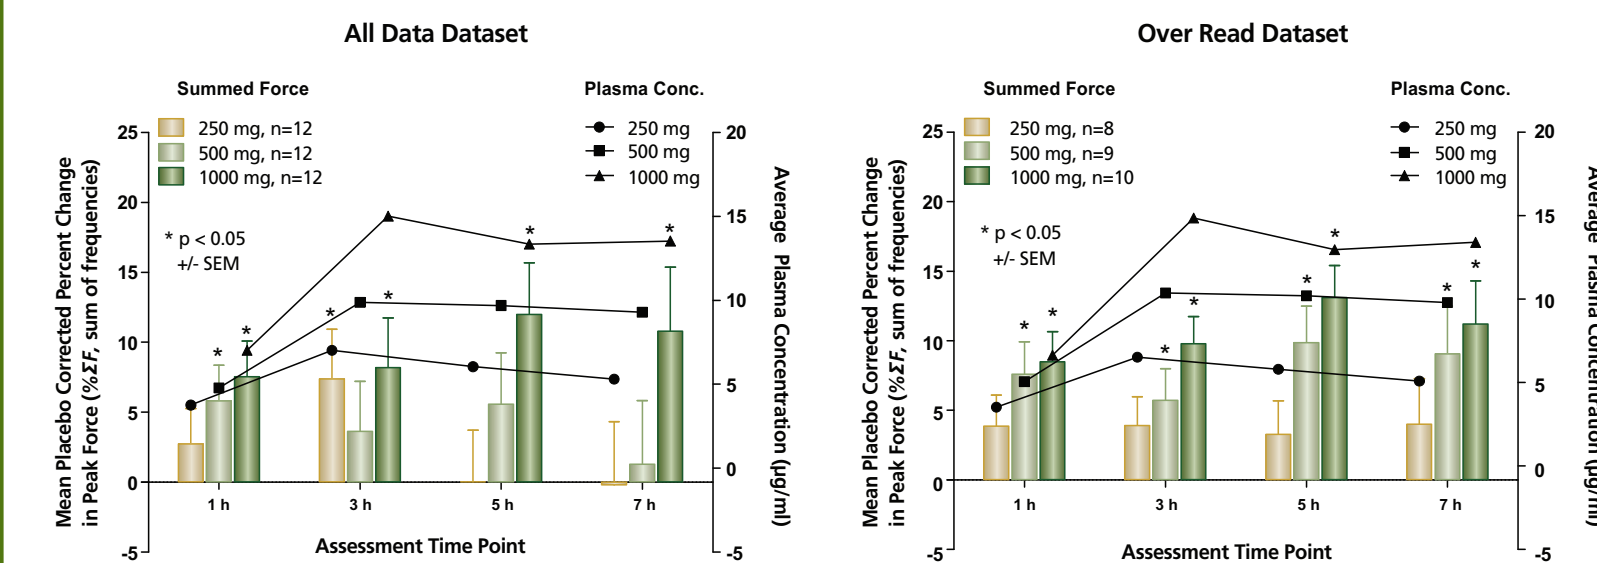 All Data Dataset
Summed Force
250 mg, n=12
500 mg, n=12
1000 mg, n=12
Plasma Conc.
250 mg
500 mg
1000 mg
* p < 0.05
+/- SEM
Mean Placebo Corrected Percent Change
in Peak Force (%ΣF, sum of frequencies)
25
20
15
10
5
0
-5
* * * * * *
1 h
3 h
5 h
7 h
Assessment Time Point
20
15
10
5
0
-5
Average Plasma Concentration (µg/ml)
Over Read Dataset
Summed Force
250 mg, n=8
500 mg, n=9
1000 mg, n=10
Plasma Conc.
250 mg
500 mg
1000 mg
* p < 0.05
+/- SEM
Mean Placebo Corrected Percent Change
in Peak Force (%ΣF, sum of frequencies)
25
20
15
10
5
0
-5
* * * * * * * *
1 h
3 h
5 h
7 h
Assessment Time Point
20
15
10
5
0
-5
Average Plasma Concentration (µg/ml)